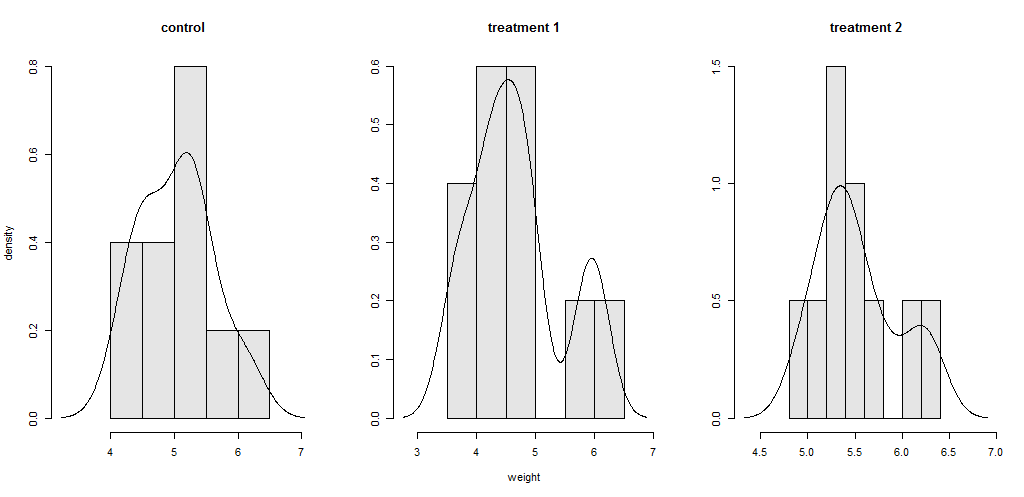 control
treatment 1
treatment 2
density
0.0 0.2 0.4 0.6 0.8
4 5 6 7
0.0 0.1 0.2 0.3 0.4 0.5 0.6
3 4 5 6 7
0.0 0.5 1.0 1.5
4.5 5.0 5.5 6.0 6.5 7.0
weight